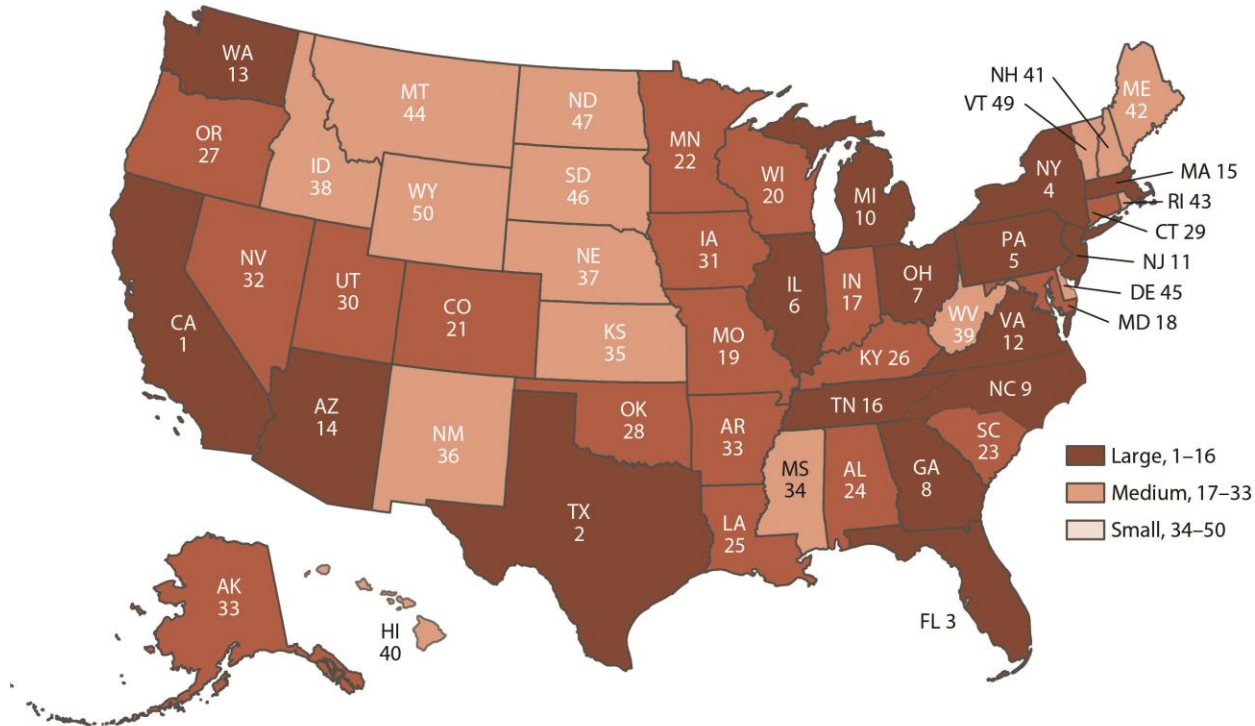 WA
13
OR
27
CA
1
NV
32
ID
38
MT
44
WY
50
UT
30
CO
21
AZ
14
NM
36
ND
47
SD
46
NE
37
KS
35
OK
28
TX
2
MN
22
IA
31
MO
19
AR
33
LA
25
WI
20
IL
6
MI
10
IN
17
OH
7
KY 26
TN 16
MS
34
AL
24
GA
8
FL 3
SC
23
NC 9
VA
12
WV
39
PA
5
NY
4
NH 41
VT 49
ME
42
MA 15
RI 43
CT 29
NJ 11
DE 45
MD 18
AK
33
HI
40
Large, 1–16
Medium, 17–33
Small, 34–50